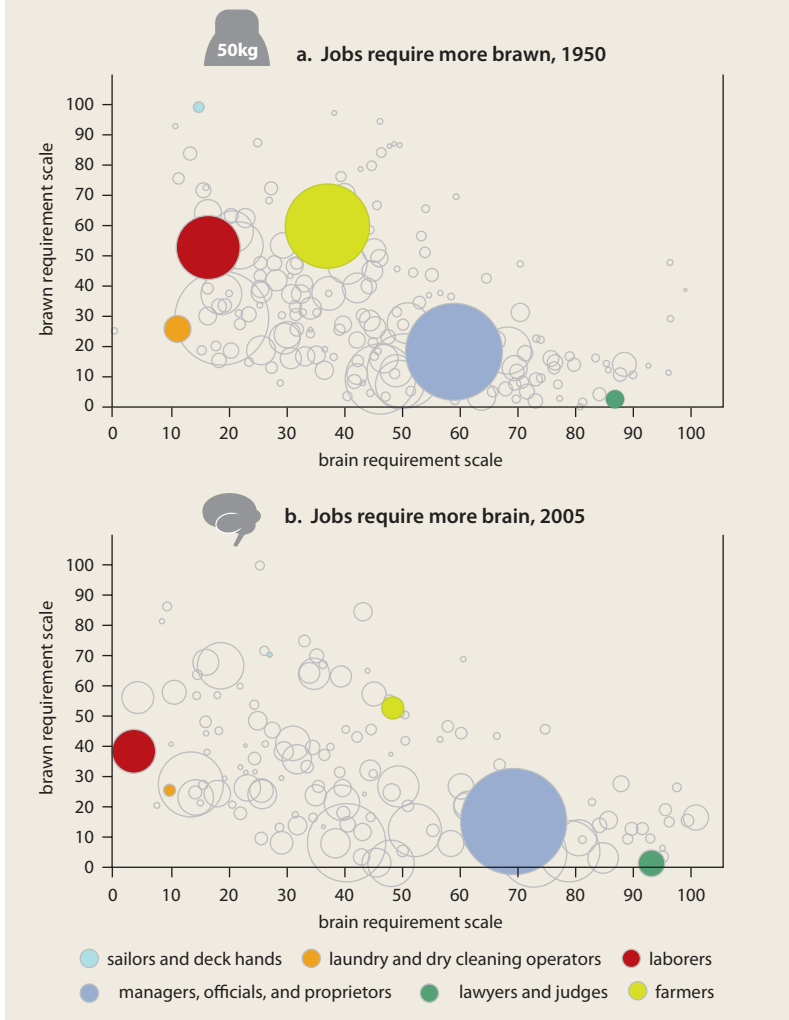 50kg
a. Jobs require more brawn, 1950
brawn requirement scale
100
90
80
70
60
50
40
30
20
10
0
0 10 20 30 40 50 60 70 80 90 100
brain requirement scale
b. Jobs require more brain, 2005
brawn requirement scale
100
90
80
70
60
50
40
30
20
10
0
0 10 20 30 40 50 60 70 80 90 100
brain requirement scale
sailors and deck hands laundry and dry cleaning operators laborers
managers, officials, and proprietors lawyers and judges farmers